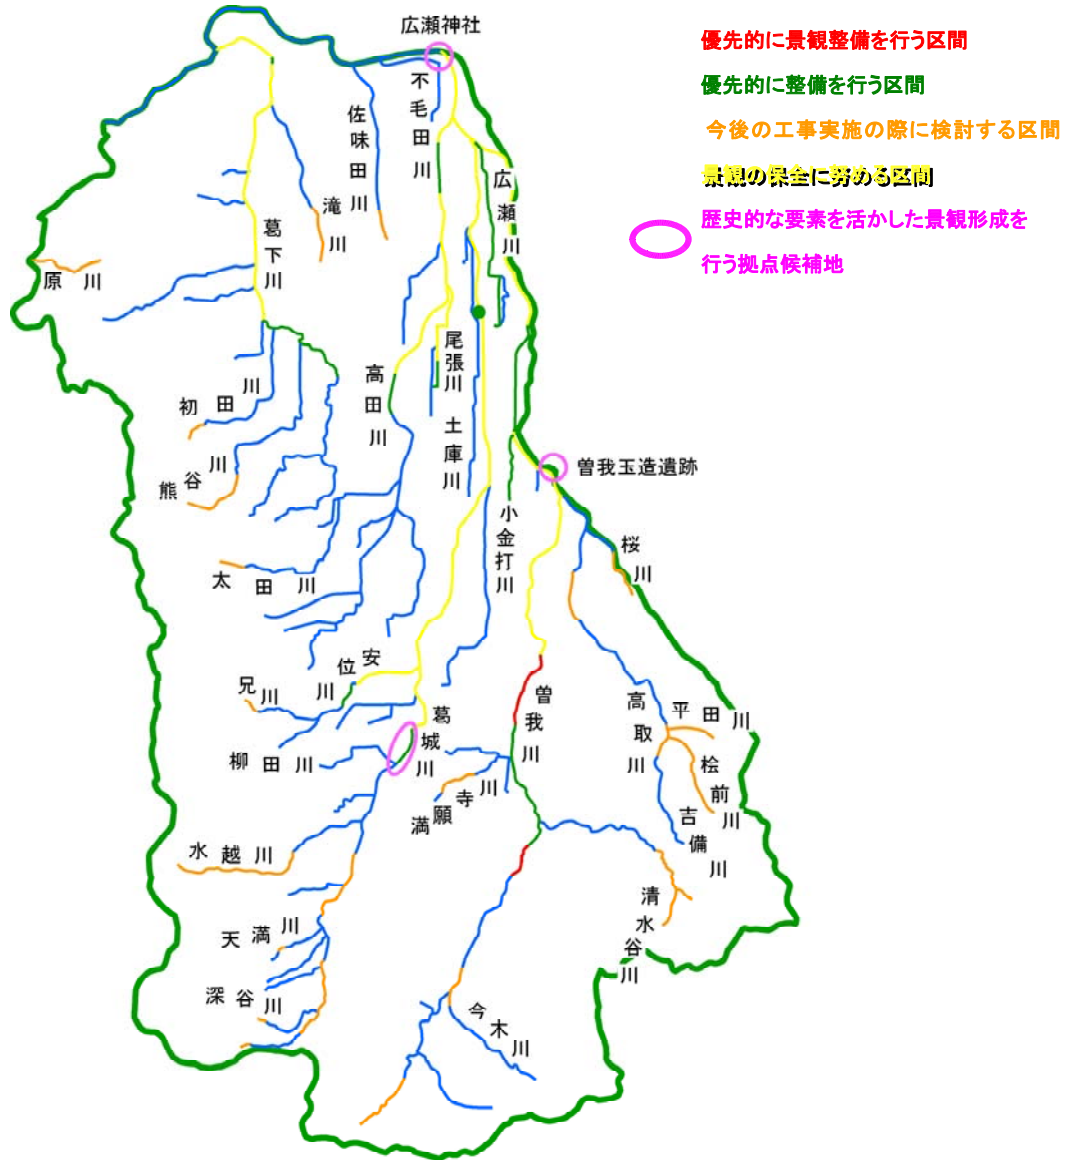 広瀬神社
優先的に景観整備を行う区間
優先的に整備を行う区間
今後の工事実施の際に検討する区間
景観の保全に努める区間
歴史的な要素を活かした景観形成を
行う拠点候補地
不毛田川
佐味田川
広瀬川
滝川
葛下川
原川
尾張川
高田川
初田川
土庫川
熊谷川
曽我玉造遺跡
小金打川
桜川
太田川
安位川
兄川
曽我川
高取川
平田川
葛城川
柳田川
桧前川
満願寺川
吉備川
水越川
清水谷川
天満川
深谷川
今木川